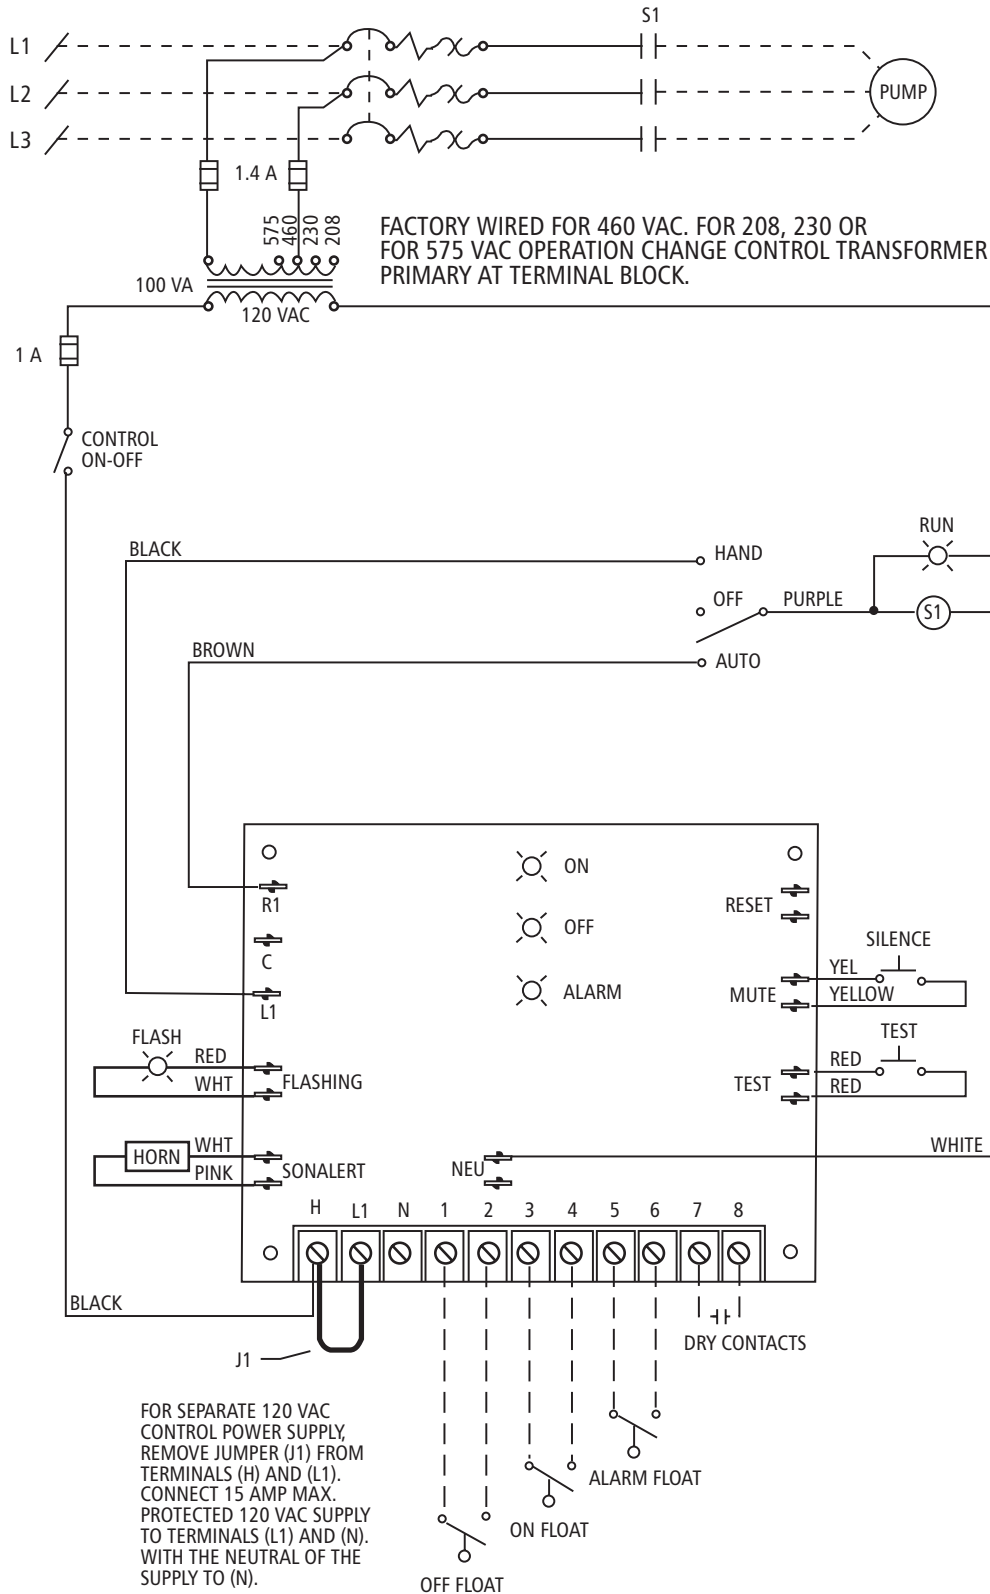 S1
L1
L2
PUMP
L3
1.4 A
575
460
230
208
FACTORY WIRED FOR 460 VAC. FOR 208, 230 OR
FOR 575 VAC OPERATION CHANGE CONTROL TRANSFORMER
PRIMARY AT TERMINAL BLOCK.
100 VA
120 VAC
1 A
CONTROL
ON-OFF
RUN
BLACK
HAND
OFF
PURPLE
S1
BROWN
AUTO
ON
R1
RESET
OFF
SILENCE
C
YEL
ALARM
MUTE
YELLOW
L1
FLASH
TEST
RED
RED
FLASHING
TEST
WHT
RED
WHT
WHITE
HORN
SONALERT
NEU
PINK
H
L1
N
1
2
3
4
5
6
7
8
BLACK
DRY CONTACTS
J1
FOR SEPARATE 120 VAC
CONTROL POWER SUPPLY,
REMOVE JUMPER (J1) FROM
TERMINALS (H) AND (L1).
CONNECT 15 AMP MAX.
PROTECTED 120 VAC SUPPLY
TO TERMINALS (L1) AND (N).
WITH THE NEUTRAL OF THE
SUPPLY TO (N).
ALARM FLOAT
ON FLOAT
OFF FLOAT